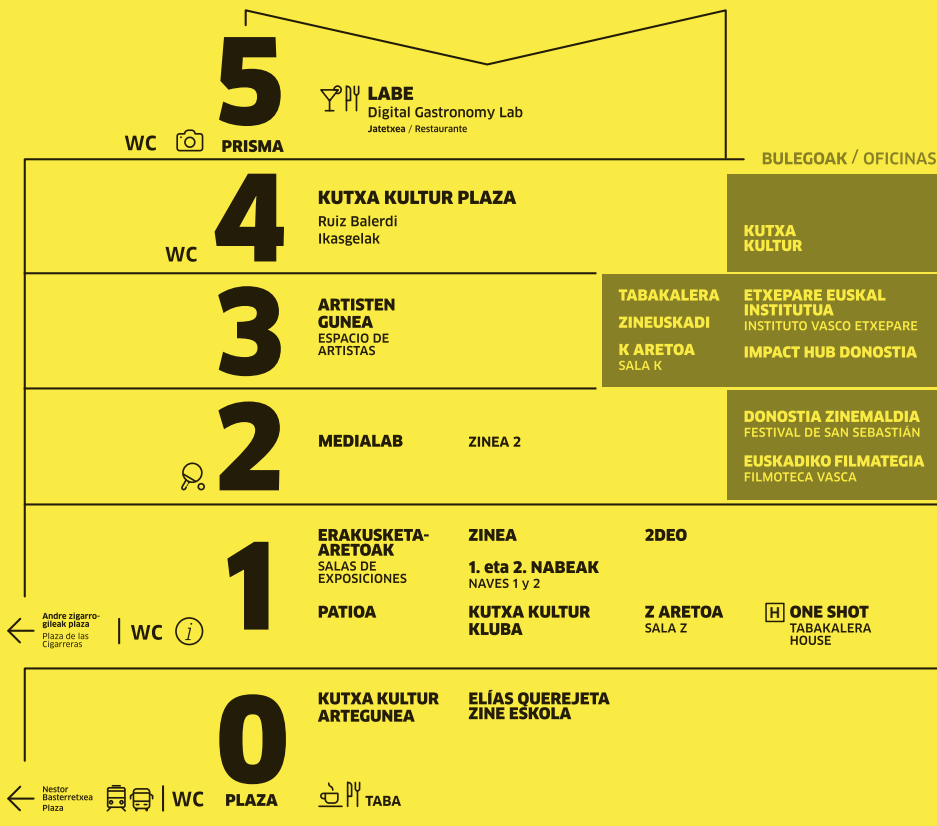 5
LABE
Digital Gastronomy Lab
Jatetxea / Restaurante
WC
PRISMA
BULEGOAK / OFICINAS
4
KUTXA KULTUR PLAZA
Ruiz Balerdi
Ikasgelak
WC
KUTXA
KULTUR
3
ARTISTEN
GUNEA
ESPACIO DE
ARTISTAS
TABAKALERA
ZINEUSKADI
K ARETOA
SALA K
ETXEPARE EUSKAL
INSTITUTUA
INSTITUTO VASCO ETXEPARE
IMPACT HUB DONOSTIA
2
MEDIALAB
ZINEA 2
DONOSTIA ZINEMALDIA
FESTIVAL DE SAN SEBASTIÁN
EUSKADIKO FILMATEGIA
FILMOTECA VASCA
1
ERAKUSKETA-
ARETOAK
SALAS DE
EXPOSICIONES
ZINEA
2DEO
1. eta 2. NABEAK
NAVES 1 y 2
PATIOA
KUTXA KULTUR
KLUBA
Z ARETOA
SALA Z
H ONE SHOT
TABAKALERA
HOUSE
Andre zigarro-
gileak plaza
Plaza de las
Cigarreras
WC
i
0
KUTXA KULTUR
ARTEGUNEA
ELÍAS QUEREJETA
ZINE ESKOLA
Nestor
Basterretxea
Plaza
WC
PLAZA
TABA